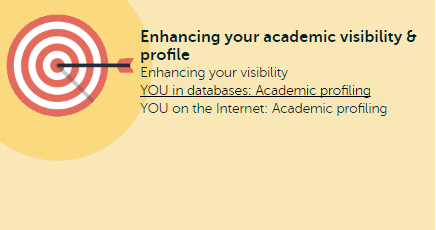 Enhancing your academic visibility &
profile
Enhancing your visibility
YOU in databases: Academic profiling
YOU on the Internet: Academic profiling